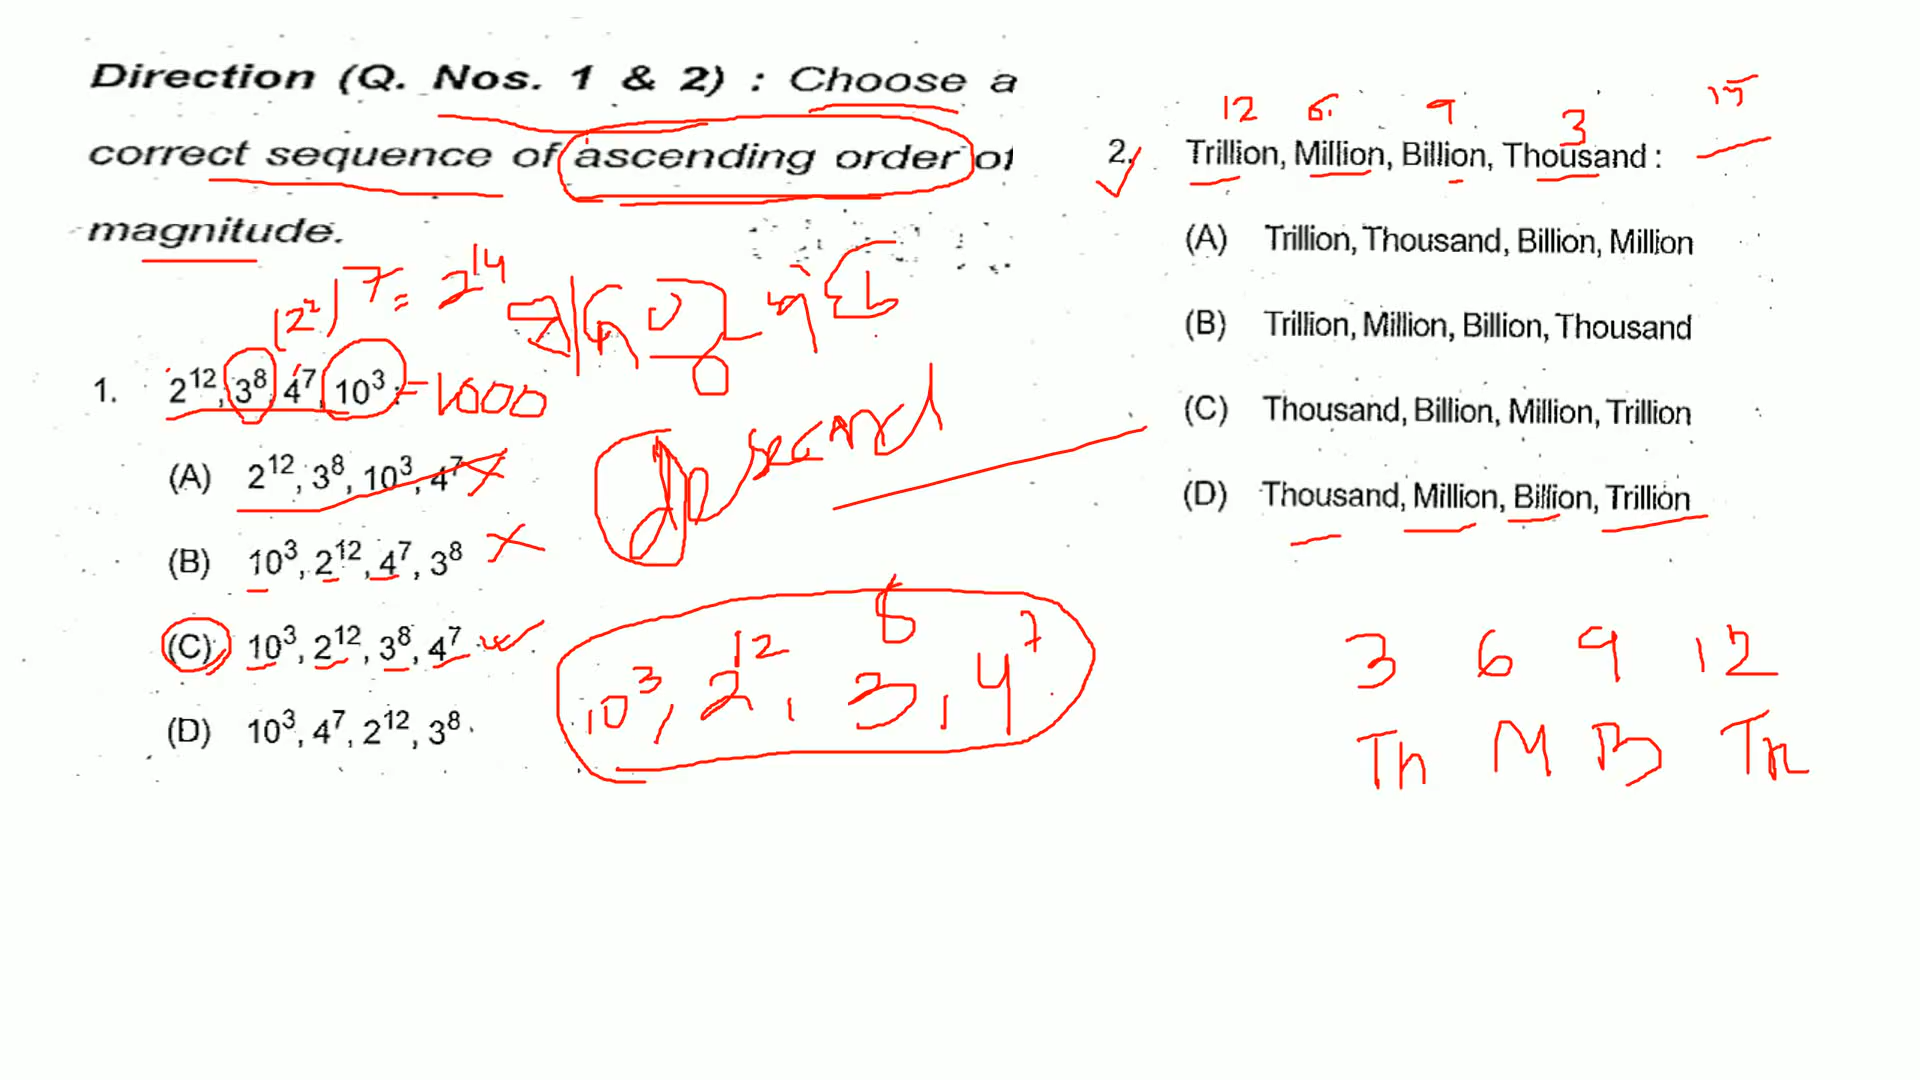 Direction (Q. Nos. 1 & 2) : Choose a
correct sequence of ascending order of
magnitude.
(2²)⁷ = 2¹⁴
1. 2¹², 3⁸, 4⁷, 10³ : = 1000
(A) 2¹², 3⁸, 10³, 4⁷
(B) 10³, 2¹², 4⁷, 3⁸
(C) 10³, 2¹², 3⁸, 4⁷
(D) 10³, 4⁷, 2¹², 3⁸
second
10³, 2¹², 3⁸, 4⁷
12 6 9 3 15
2. Trillion, Million, Billion, Thousand :
(A) Trillion, Thousand, Billion, Million
(B) Trillion, Million, Billion, Thousand
(C) Thousand, Billion, Million, Trillion
(D) Thousand, Million, Billion, Trillion
3 6 9 12
Th M B Tr